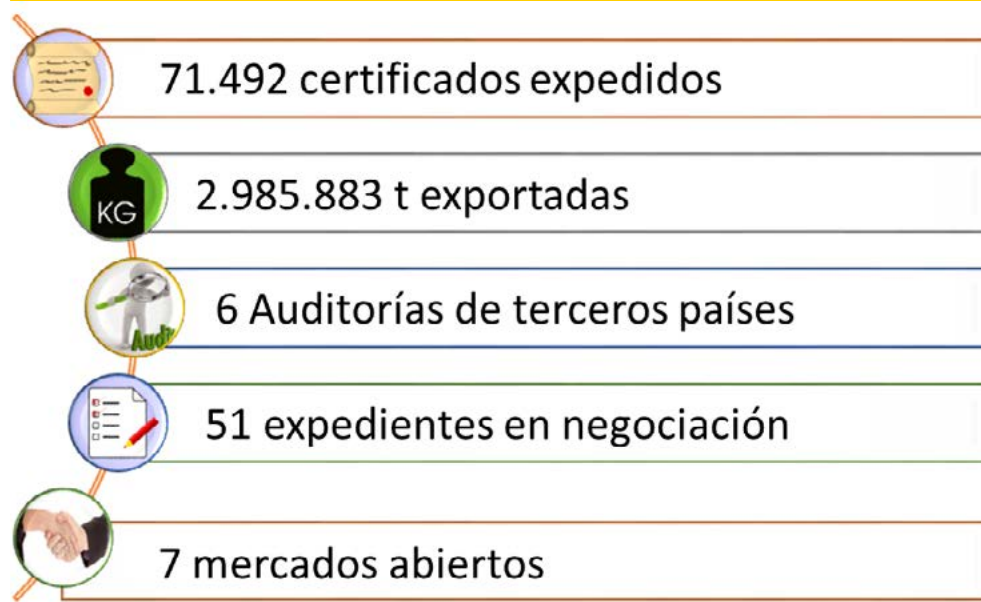 71.492 certificados expedidos
KG
2.985.883 t exportadas
Audit
6 Auditorías de terceros países
51 expedientes en negociación
7 mercados abiertos